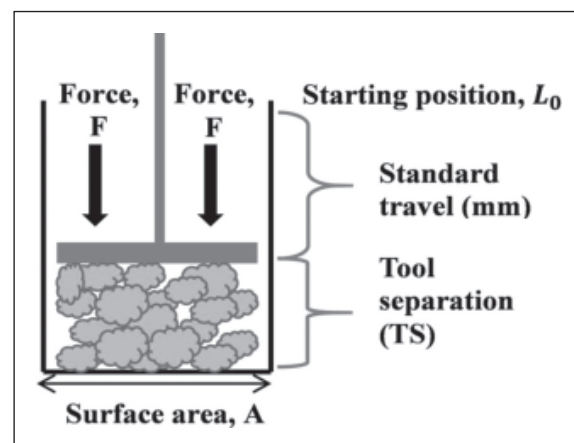 Force, F
Force, F
Starting position, L₀
Standard
travel (mm)
Tool
separation
(TS)
Surface area, A